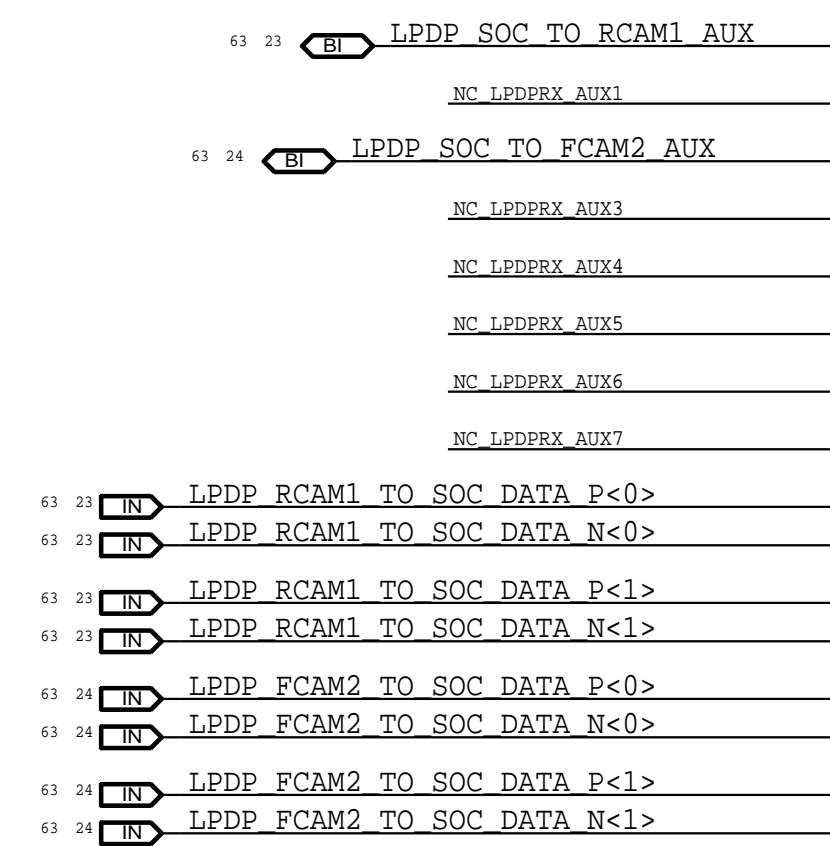 63 23 BI LPDP_SOC_TO_RCAM1_AUX
NC_LPDPRX_AUX1
63 24 BI LPDP_SOC_TO_FCAM2_AUX
NC_LPDPRX_AUX3
NC_LPDPRX_AUX4
NC_LPDPRX_AUX5
NC_LPDPRX_AUX6
NC_LPDPRX_AUX7
63 23 IN LPDP_RCAM1_TO_SOC_DATA_P<0>
63 23 IN LPDP_RCAM1_TO_SOC_DATA_N<0>
63 23 IN LPDP_RCAM1_TO_SOC_DATA_P<1>
63 23 IN LPDP_RCAM1_TO_SOC_DATA_N<1>
63 24 IN LPDP_FCAM2_TO_SOC_DATA_P<0>
63 24 IN LPDP_FCAM2_TO_SOC_DATA_N<0>
63 24 IN LPDP_FCAM2_TO_SOC_DATA_P<1>
63 24 IN LPDP_FCAM2_TO_SOC_DATA_N<1>